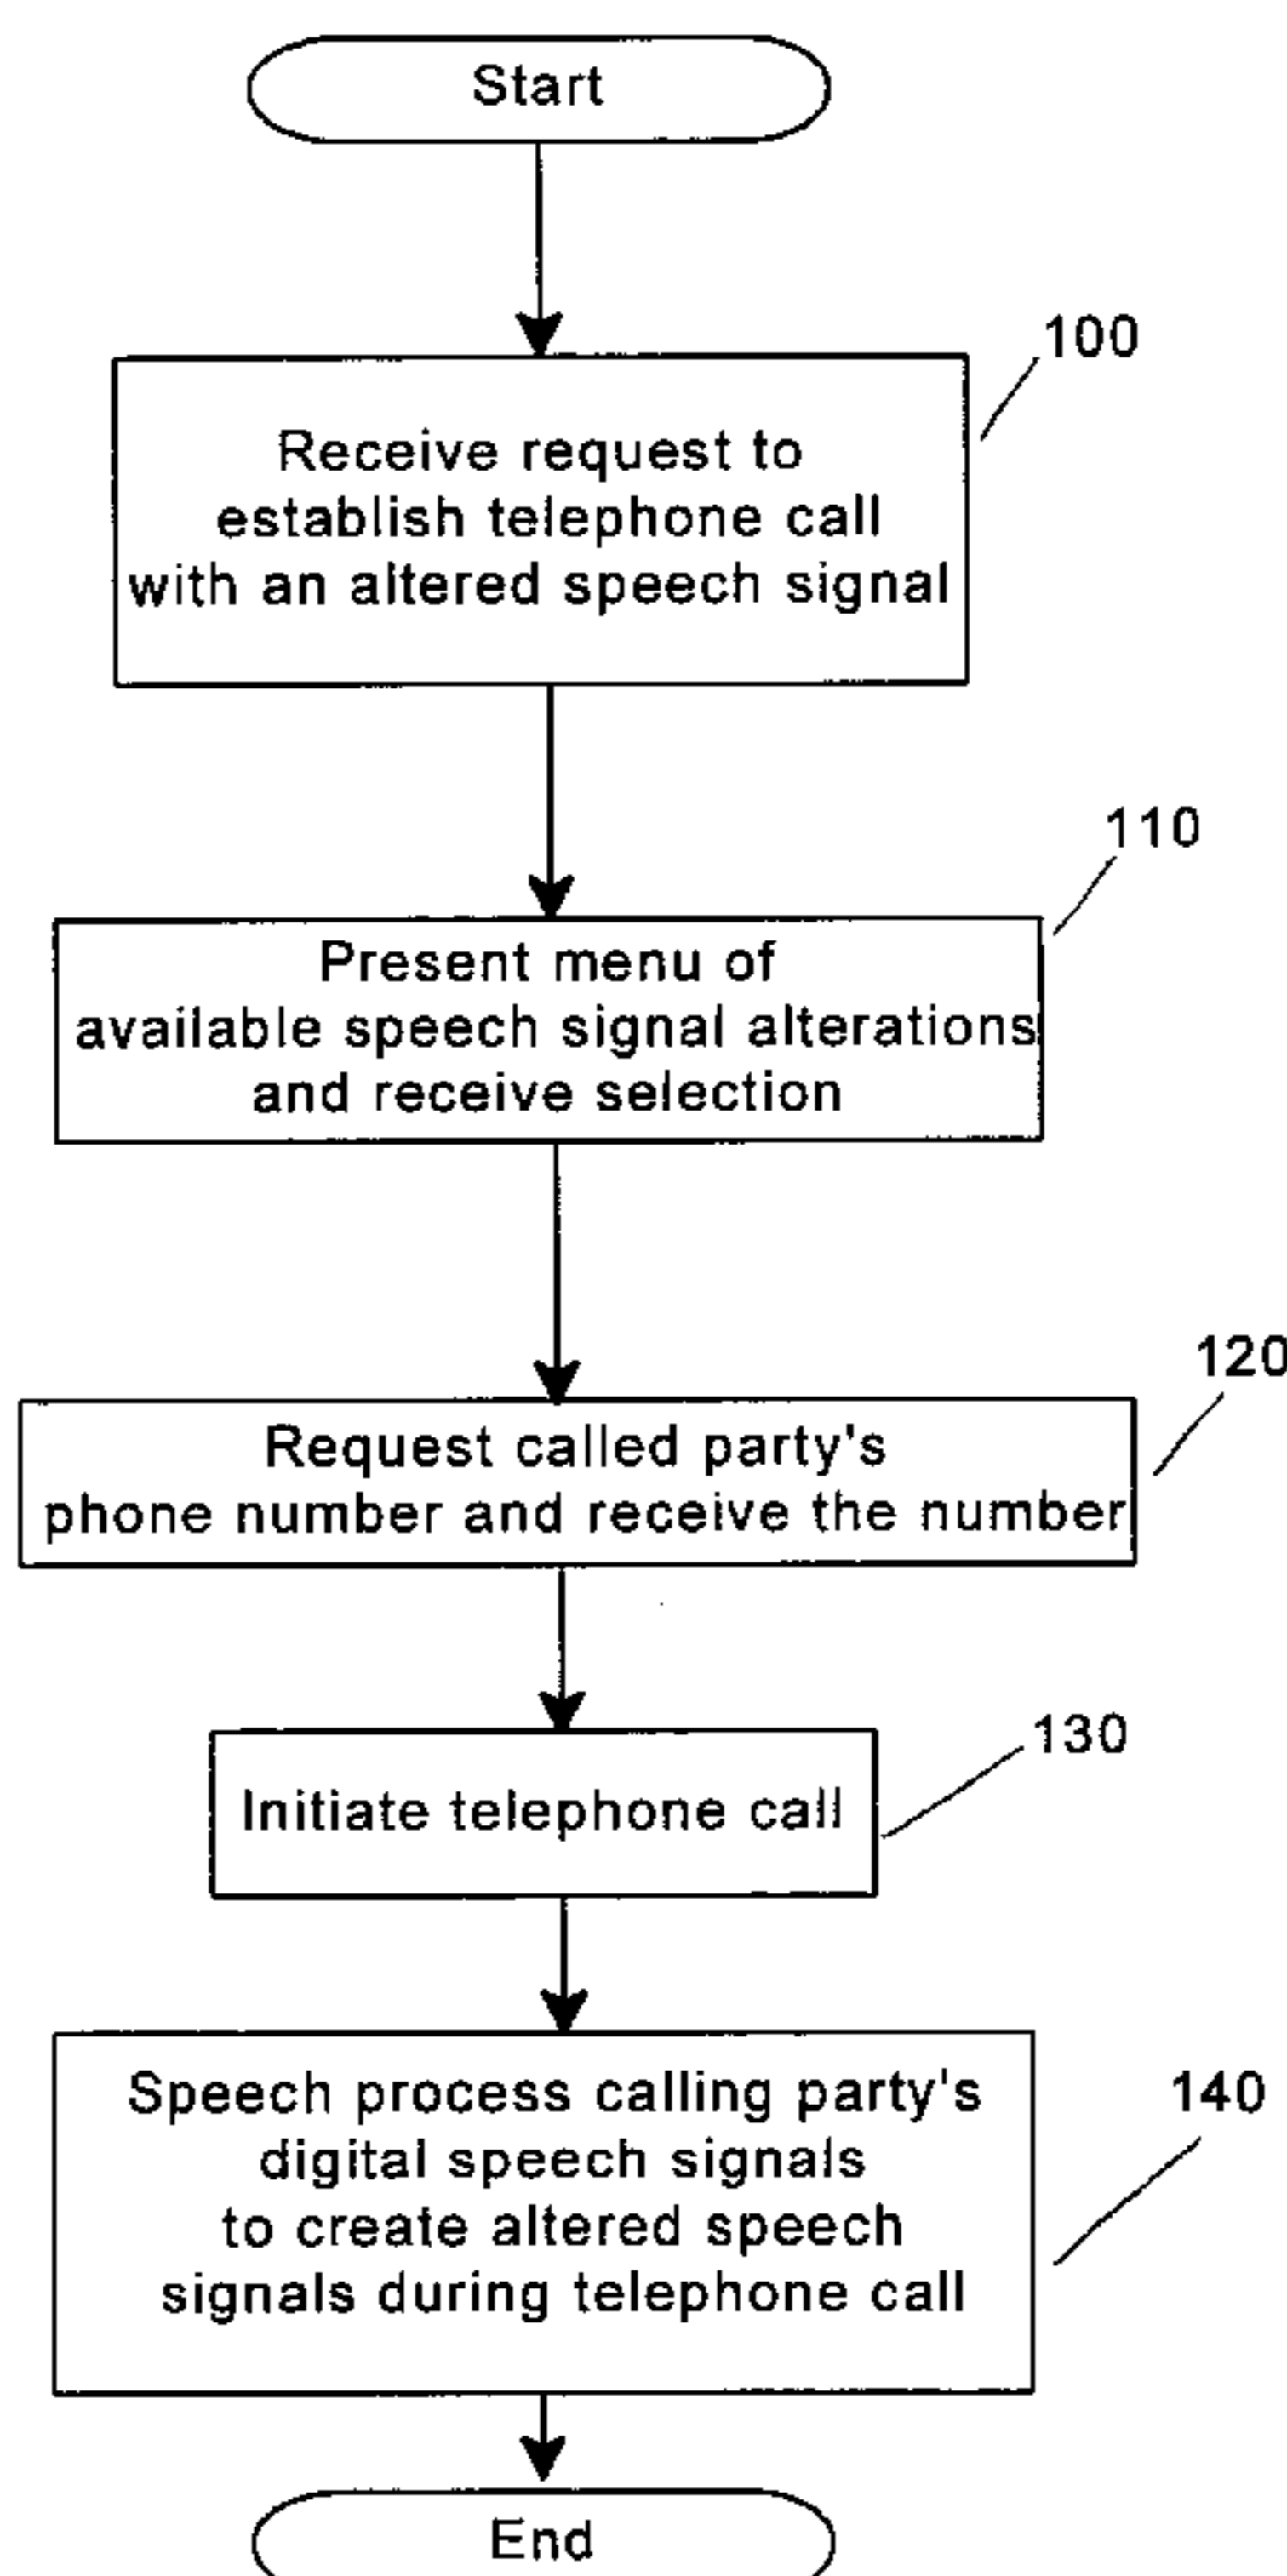 Start
100
Receive request to
establish telephone call
with an altered speech signal
110
Present menu of
available speech signal alterations
and receive selection
120
Request called party's
phone number and receive the number
130
Initiate telephone call
140
Speech process calling party's
digital speech signals
to create altered speech
signals during telephone call
End